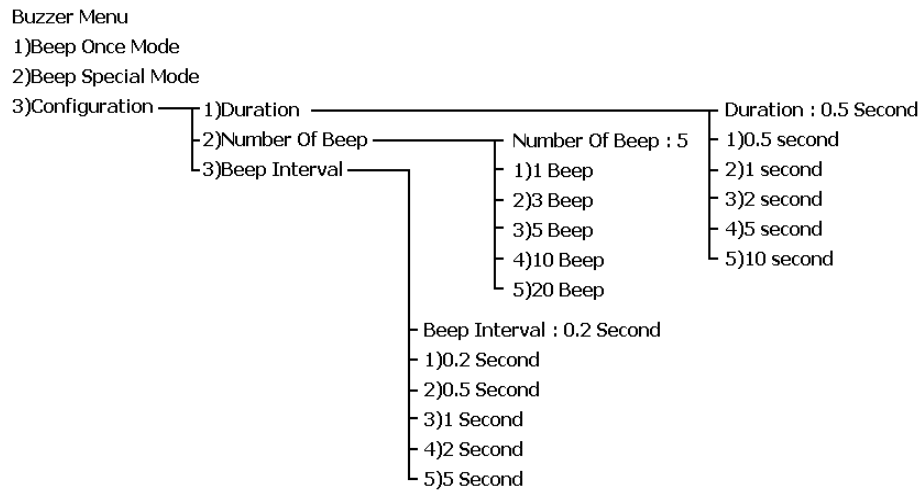 Buzzer Menu
1)Beep Once Mode
2)Beep Special Mode
3)Configuration
1)Duration
2)Number Of Beep
3)Beep Interval
Duration : 0.5 Second
1)0.5 second
2)1 second
3)2 second
4)5 second
5)10 second
Number Of Beep : 5
1)1 Beep
2)3 Beep
3)5 Beep
4)10 Beep
5)20 Beep
Beep Interval : 0.2 Second
1)0.2 Second
2)0.5 Second
3)1 Second
4)2 Second
5)5 Second